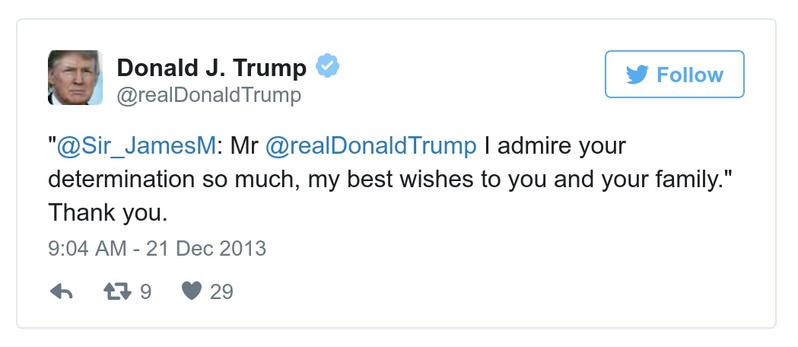 Donald J. Trump
@realDonaldTrump
Follow
"@Sir_JamesM: Mr @realDonaldTrump I admire your
determination so much, my best wishes to you and your family."
Thank you.
9:04 AM - 21 Dec 2013
9 29